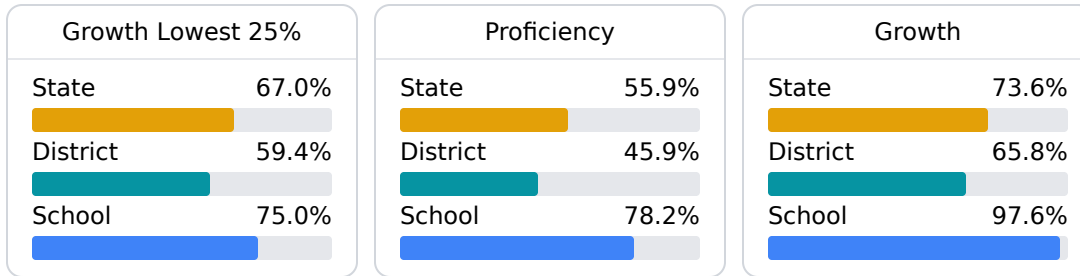 Growth Lowest 25%
State 67.0%
District 59.4%
School 75.0%
Proficiency
State 55.9%
District 45.9%
School 78.2%
Growth
State 73.6%
District 65.8%
School 97.6%